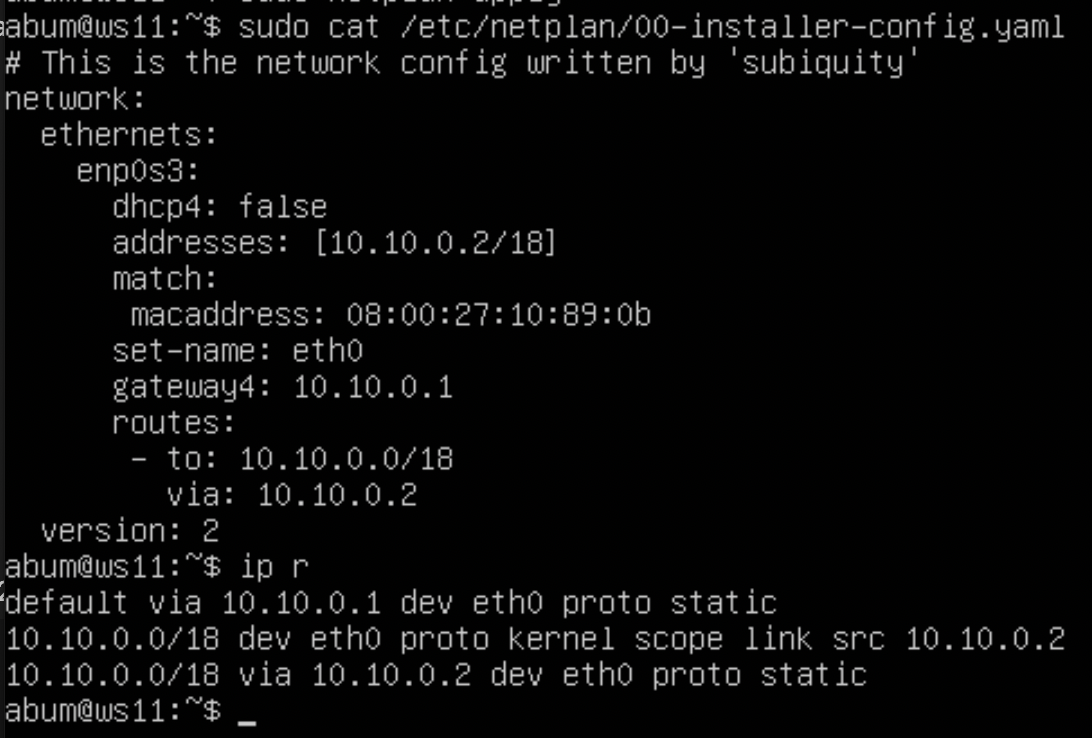 abum@ws11:~$ sudo cat /etc/netplan/00-installer-config.yaml
# This is the network config written by 'subiquity'
network:
  ethernets:
    enp0s3:
      dhcp4: false
      addresses: [10.10.0.2/18]
      match:
       macaddress: 08:00:27:10:89:0b
      set-name: eth0
      gateway4: 10.10.0.1
      routes:
       - to: 10.10.0.0/18
         via: 10.10.0.2
  version: 2
abum@ws11:~$ ip r
default via 10.10.0.1 dev eth0 proto static
10.10.0.0/18 dev eth0 proto kernel scope link src 10.10.0.2
10.10.0.0/18 via 10.10.0.2 dev eth0 proto static
abum@ws11:~$ _